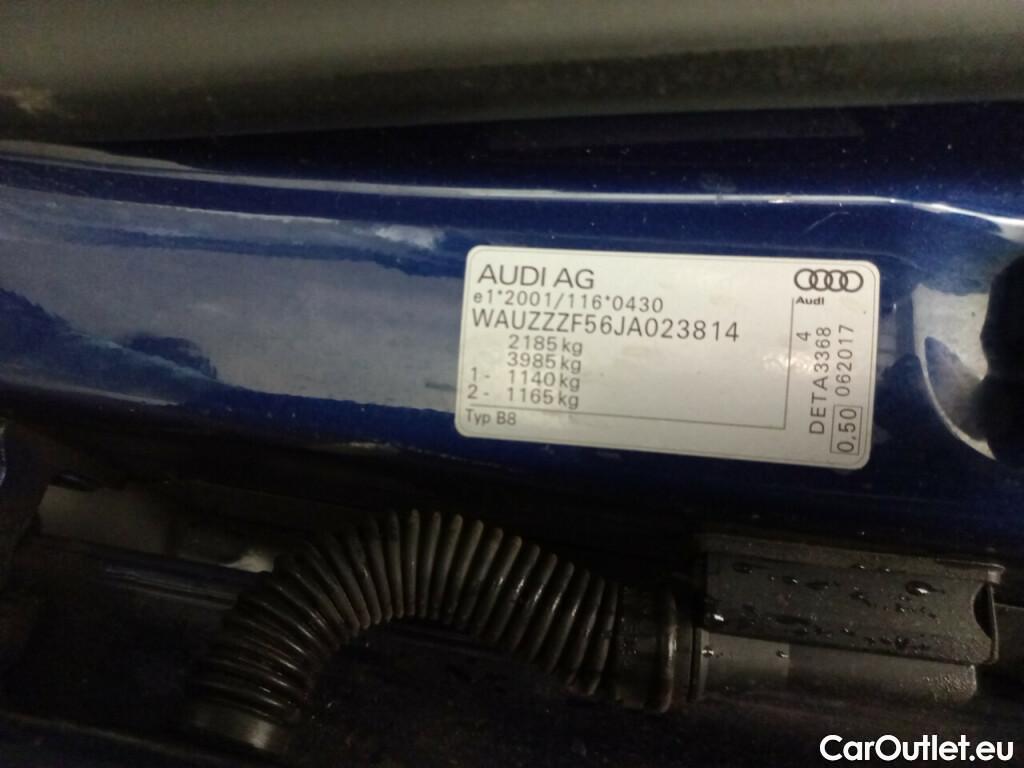 AUDI AG
e1*2001/116*0430
WAUZZZF56JA023814
2185 kg
3985 kg
1- 1140 kg
2- 1165 kg
Typ B8
Audi
4
DETA3368
0.50 062017
CarOutlet.eu